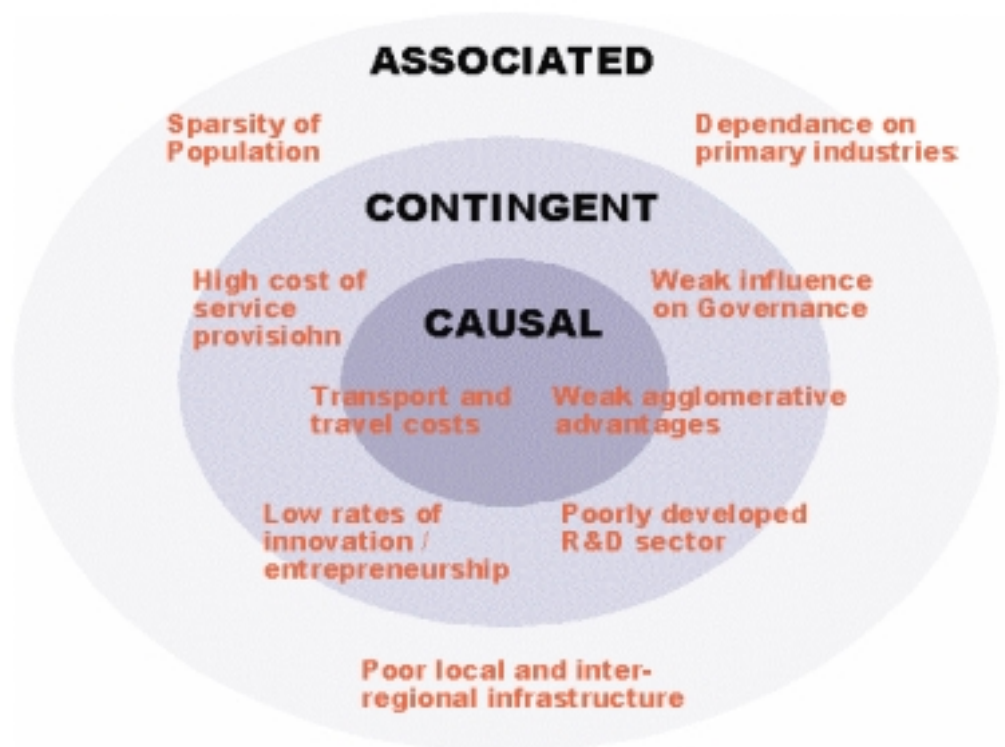 ASSOCIATED
Sparsity of
Population
Dependance on
primary industries
CONTINGENT
High cost of
service
provisiohn
Weak influence
on Governance
CAUSAL
Transport and
travel costs
Weak agglomerative
advantages
Low rates of
innovation /
entrepreneurship
Poorly developed
R&D sector
Poor local and inter-
regional infrastructure